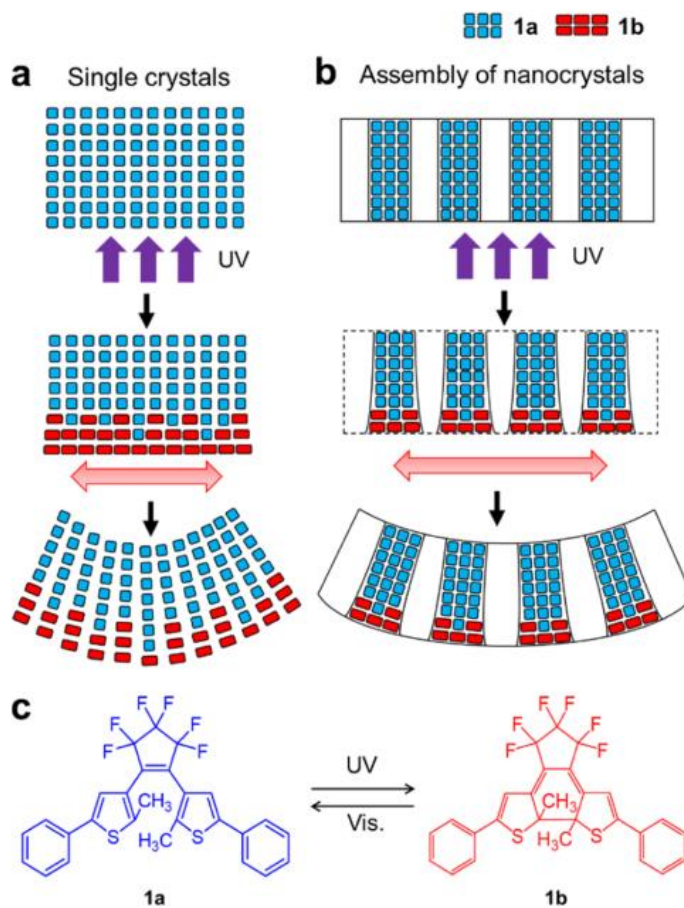 1a 1b
a Single crystals
b Assembly of nanocrystals
UV
UV
c
F F
F F
F F
CH₃
S H₃C S
1a
UV
Vis.
F F
F F
F F
CH₃
S H₃C S
1b